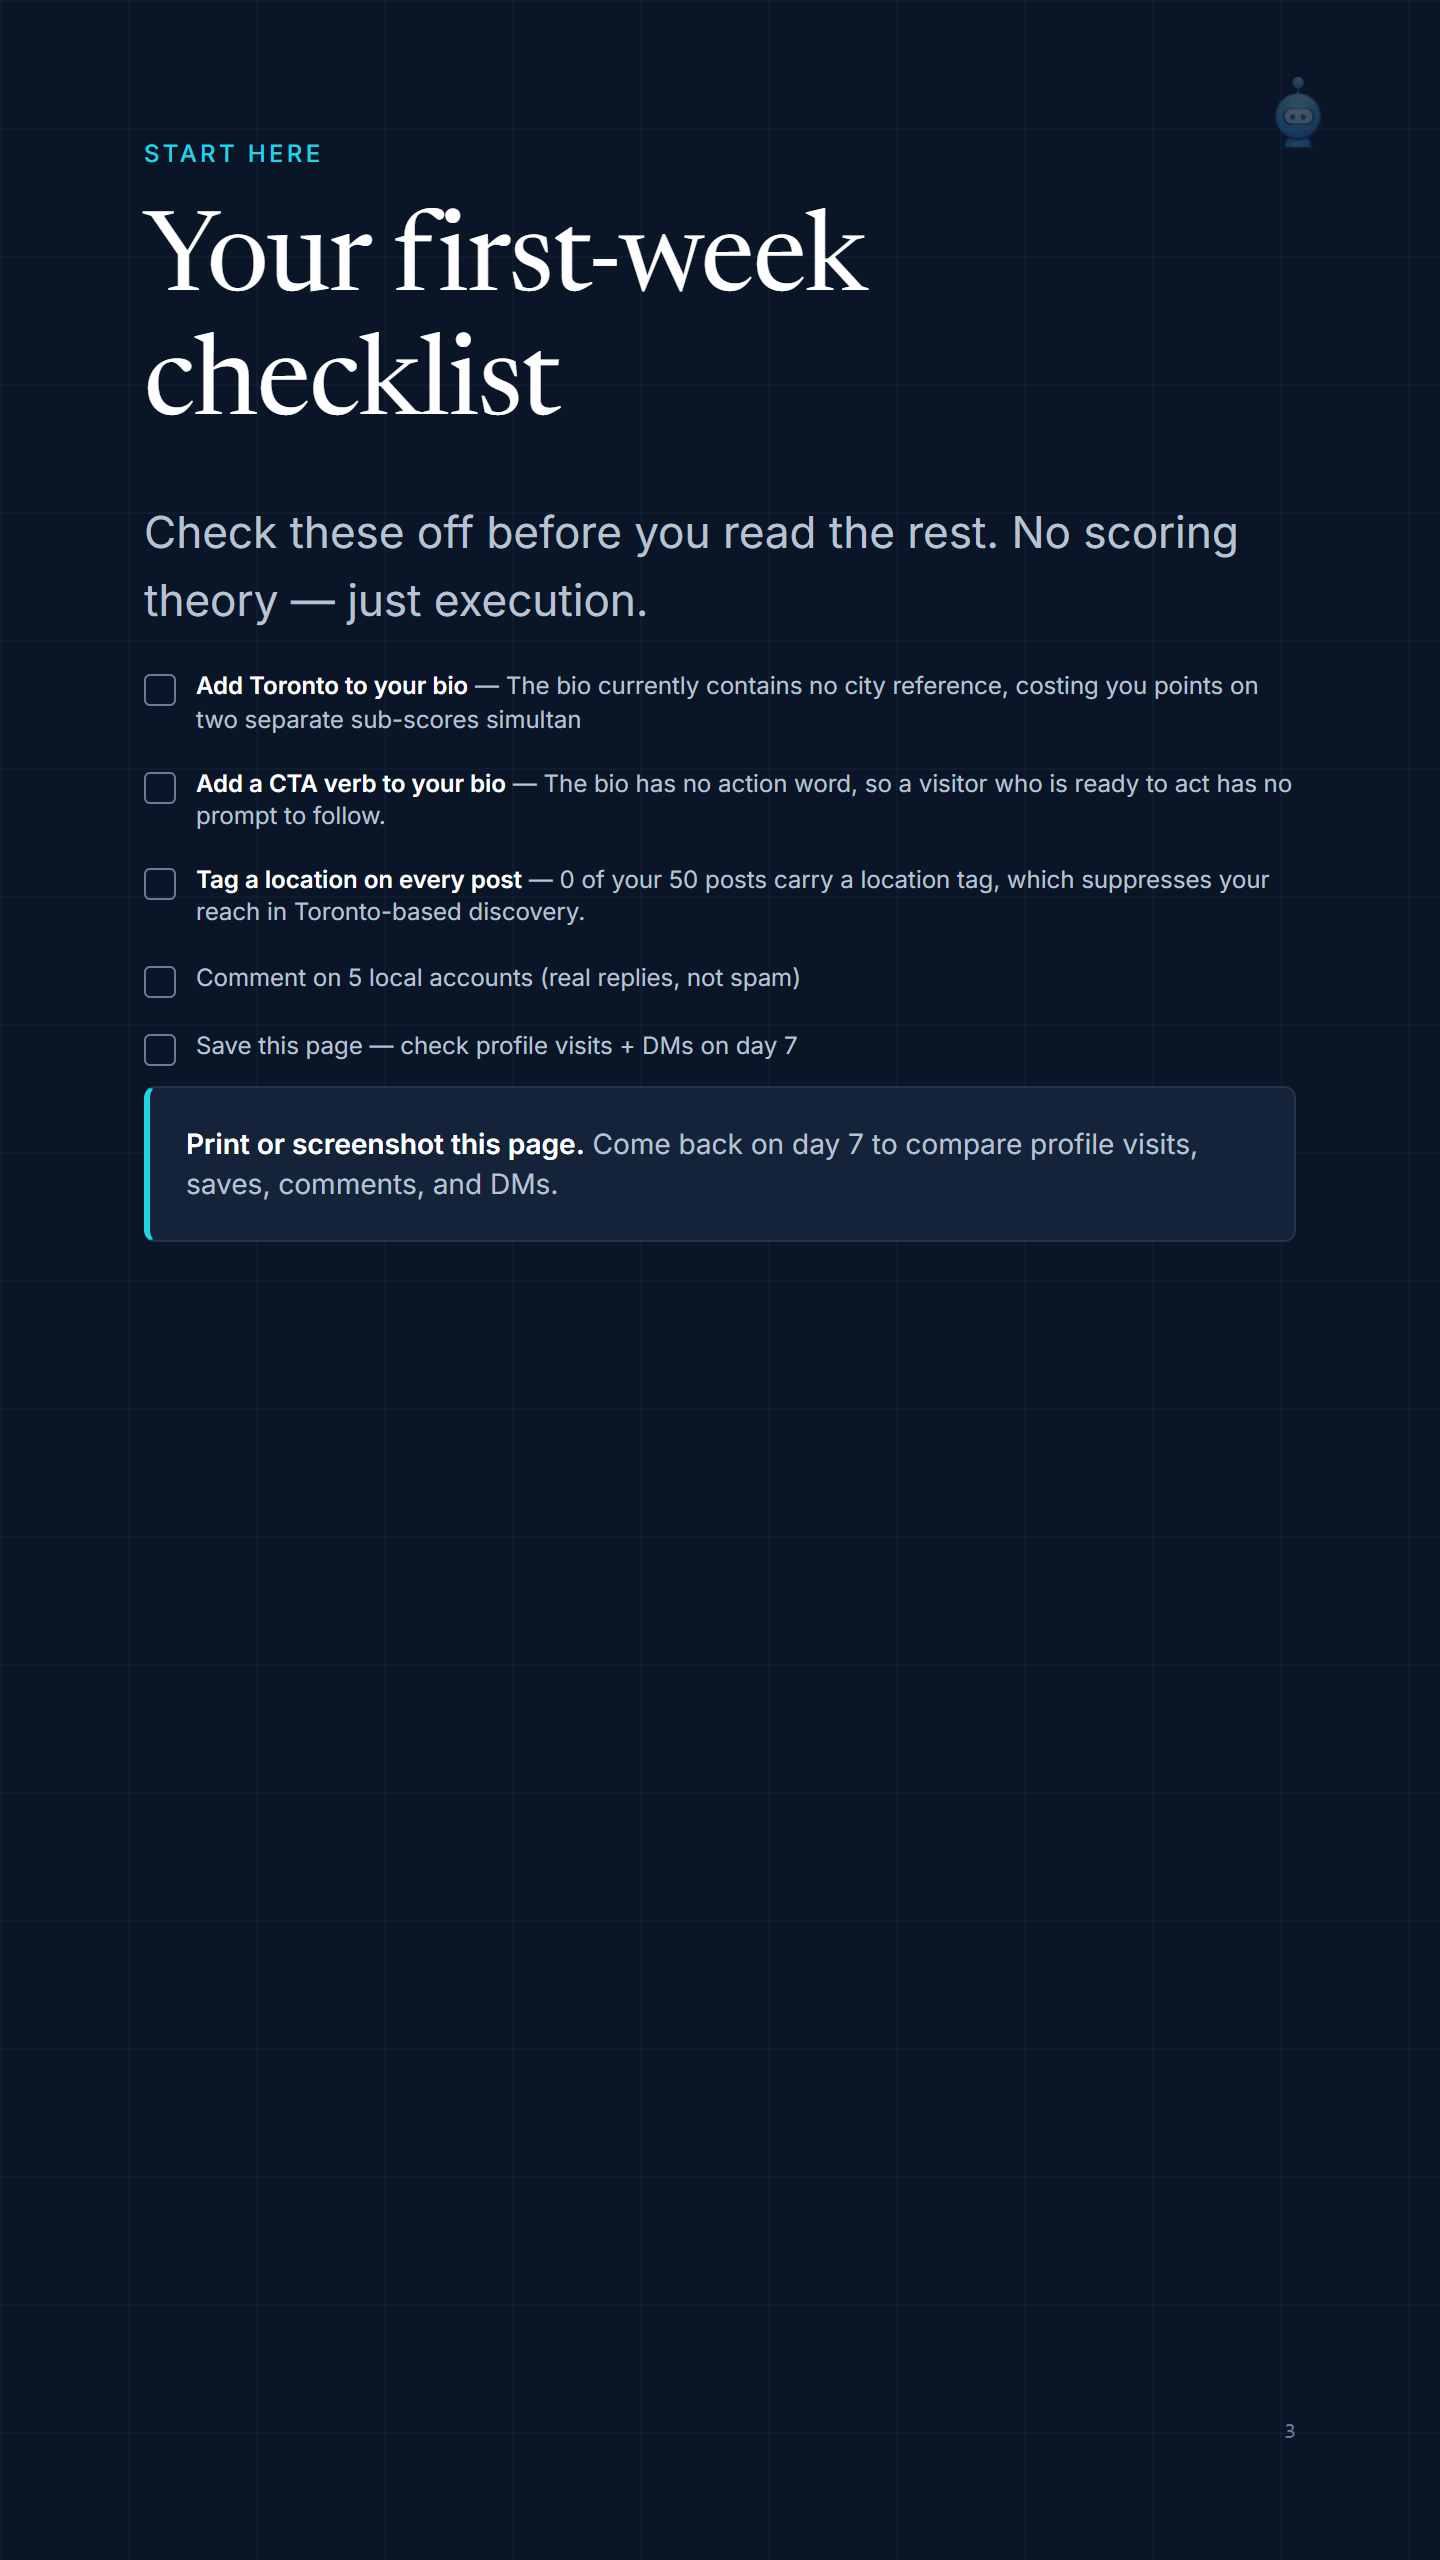 START HERE
Your first-week
checklist
Check these off before you read the rest. No scoring
theory — just execution.
Add Toronto to your bio — The bio currently contains no city reference, costing you points on
two separate sub-scores simultan
Add a CTA verb to your bio — The bio has no action word, so a visitor who is ready to act has no
prompt to follow.
Tag a location on every post — 0 of your 50 posts carry a location tag, which suppresses your
reach in Toronto-based discovery.
Comment on 5 local accounts (real replies, not spam)
Save this page — check profile visits + DMs on day 7
Print or screenshot this page. Come back on day 7 to compare profile visits,
saves, comments, and DMs.
3